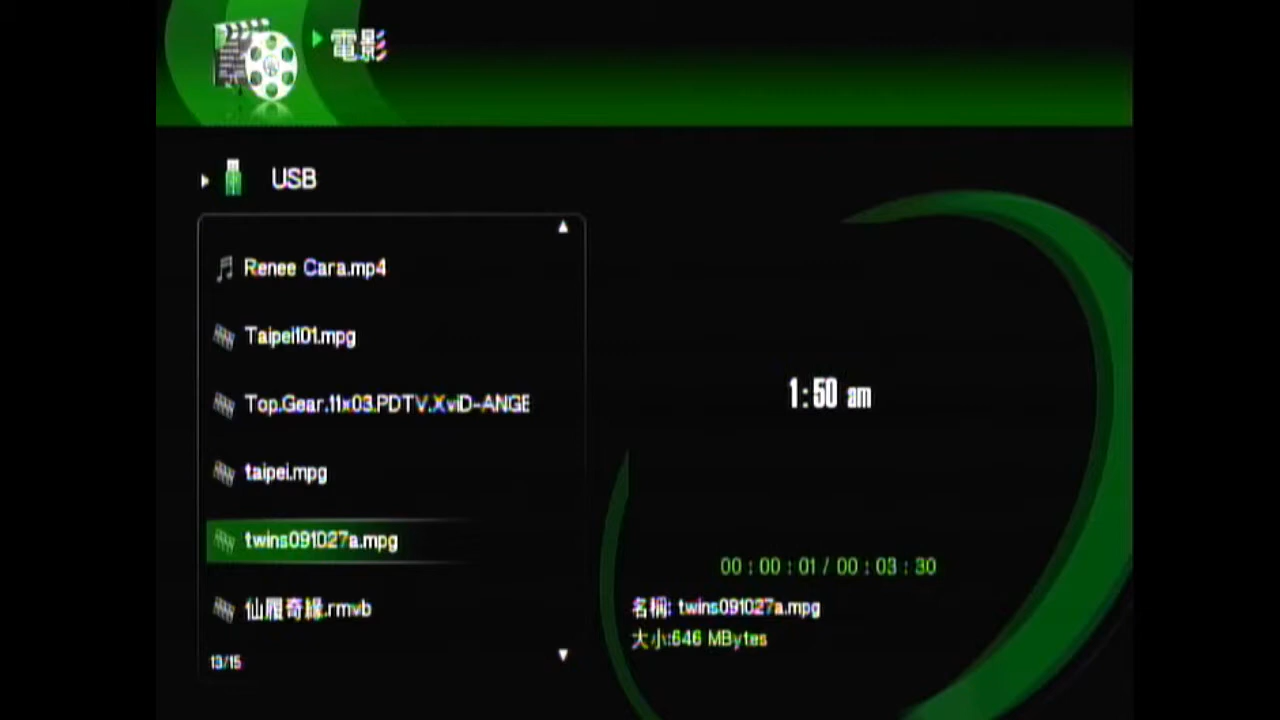 電影
USB
Renee Cara.mp4
Taipei101.mpg
Top.Gear.11x03.PDTV.XviD-ANGE
taipei.mpg
twins091027a.mpg
仙履奇緣.rmvb
13/15
1:50 am
00 : 00 : 01 / 00 : 03 : 30
名稱: twins091027a.mpg
大小:646 MBytes